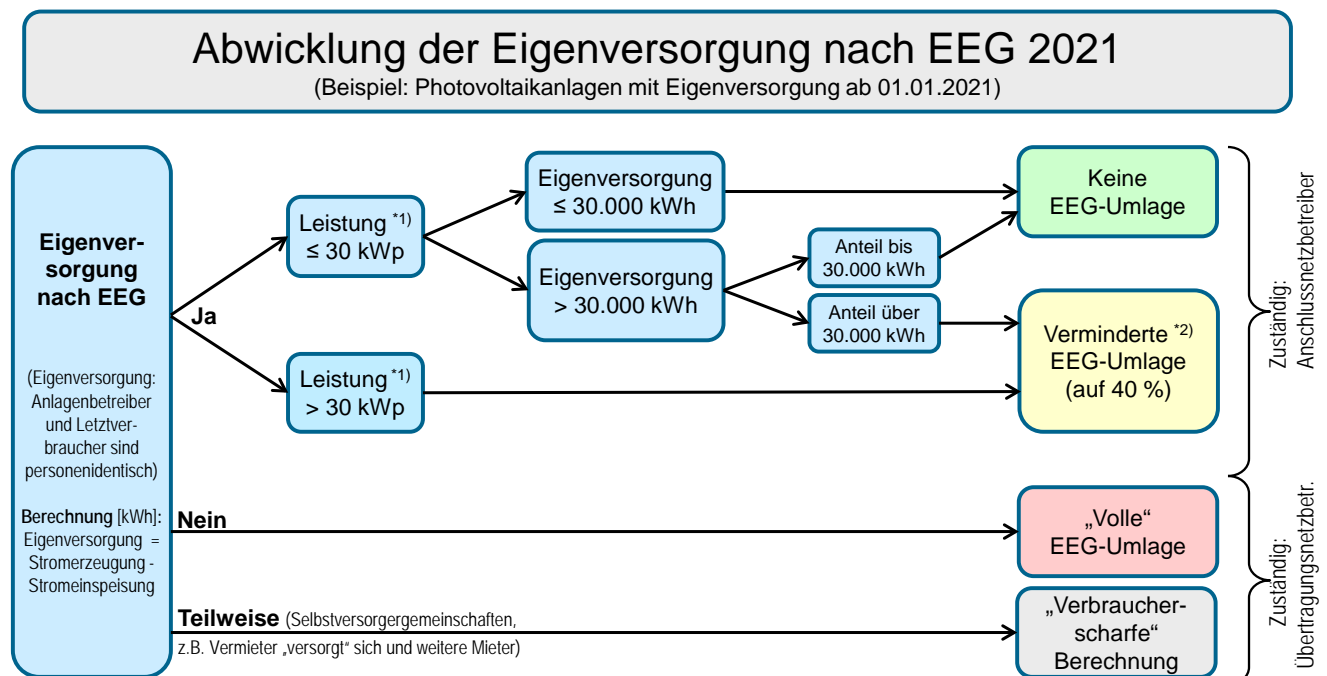 Abwicklung der Eigenversorgung nach EEG 2021
(Beispiel: Photovoltaikanlagen mit Eigenversorgung ab 01.01.2021)
Eigenver-
sorgung
nach EEG
(Eigenversorgung:
Anlagenbetreiber
und Letztver-
braucher sind
personenidentisch)
Berechnung [kWh]:
Eigenversorgung =
Stromerzeugung -
Stromeinspeisung
Ja
Leistung *1)
≤ 30 kWp
Leistung *1)
> 30 kWp
Eigenversorgung
≤ 30.000 kWh
Eigenversorgung
> 30.000 kWh
Anteil bis
30.000 kWh
Anteil über
30.000 kWh
Keine
EEG-Umlage
Verminderte *2)
EEG-Umlage
(auf 40 %)
Zuständig:
Anschlussnetzbetreiber
Nein
„Volle“
EEG-Umlage
Teilweise (Selbstversorgergemeinschaften,
z.B. Vermieter „versorgt“ sich und weitere Mieter)
„Verbraucher-
scharfe“
Berechnung
Zuständig:
Übertragungsnetzbetr.